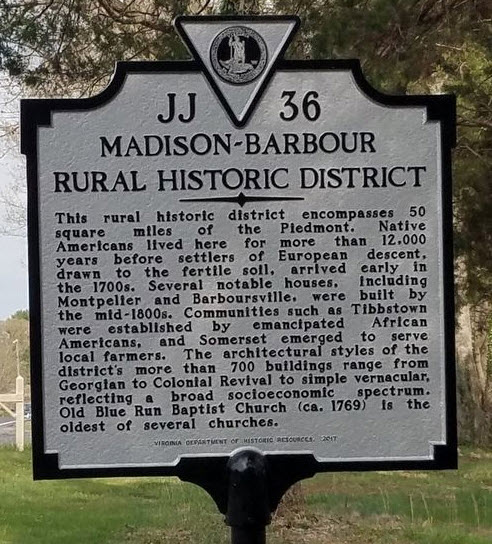 JJ 36
MADISON-BARBOUR
RURAL HISTORIC DISTRICT
This rural historic district encompasses 50
square miles of the Piedmont. Native
Americans lived here for more than 12,000
years before settlers of European descent,
drawn to the fertile soil, arrived early in
the 1700s. Several notable houses, including
Montpelier and Barboursville, were built by
the mid-1800s. Communities such as Tibbstown
were established by emancipated African
Americans, and Somerset emerged to serve
local farmers. The architectural styles of the
district's more than 700 buildings range from
Georgian to Colonial Revival to simple vernacular,
reflecting a broad socioeconomic spectrum.
Old Blue Run Baptist Church (ca. 1769) is the
oldest of several churches.
VIRGINIA DEPARTMENT OF HISTORIC RESOURCES, 2017